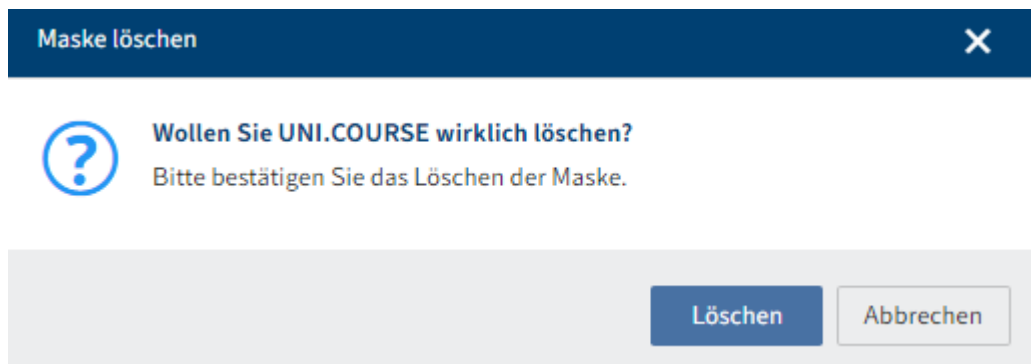 Maske löschen
Wollen Sie UNI.COURSE wirklich löschen?
Bitte bestätigen Sie das Löschen der Maske.
Löschen Abbrechen